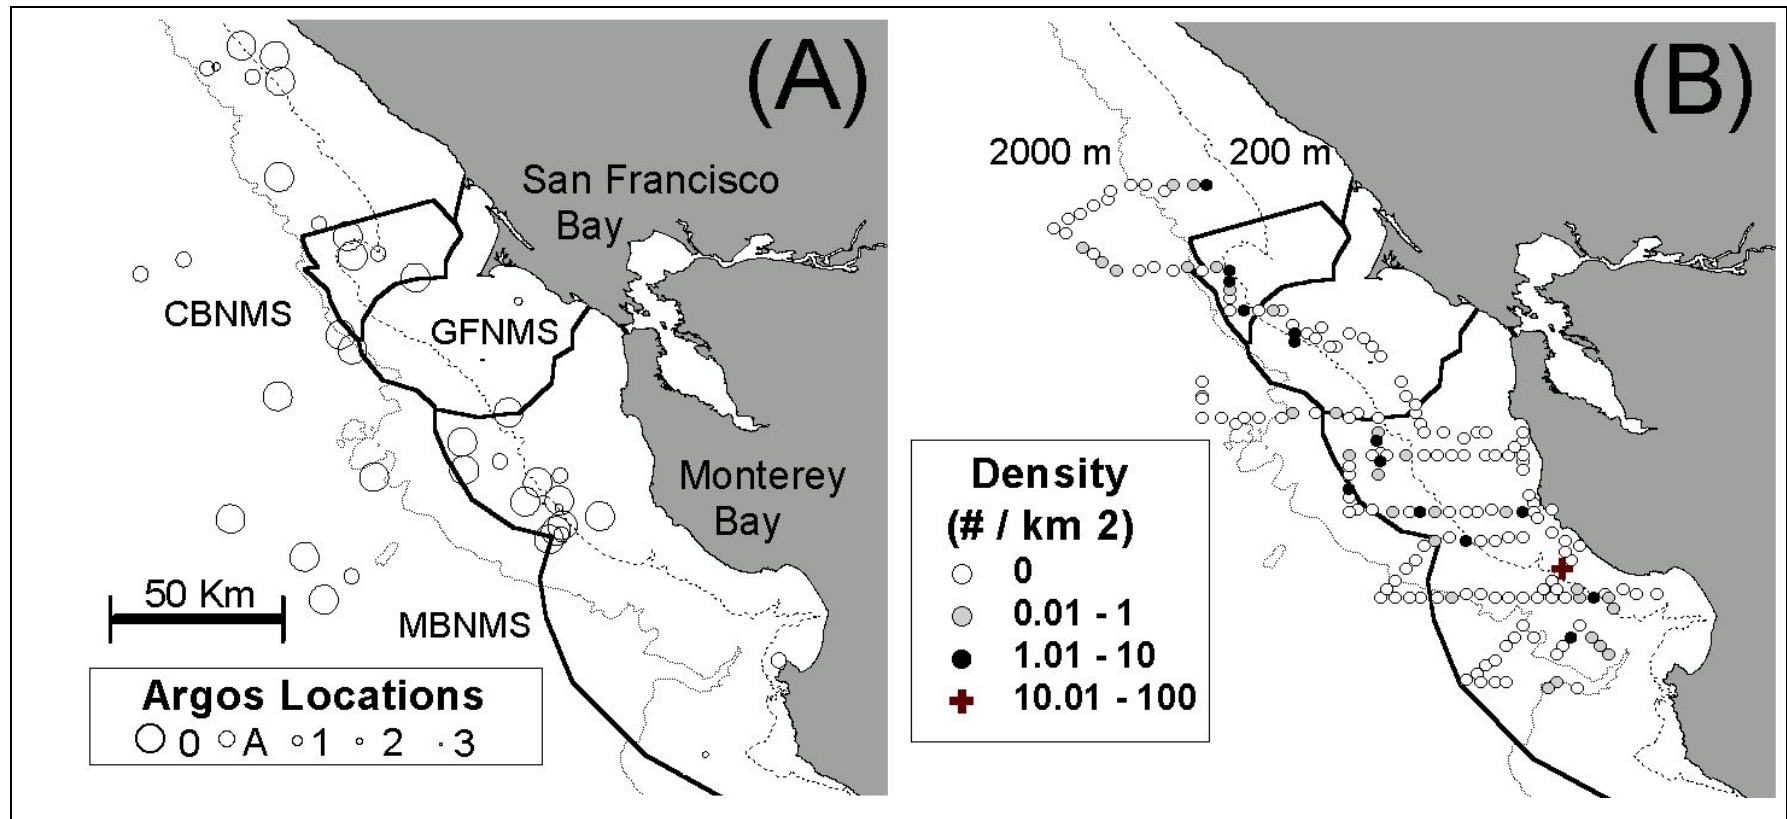 (A)
San Francisco
Bay
CBNMS
GFNMS
Monterey
Bay
50 Km
MBNMS
Argos Locations
0 A 1 2 3
(B)
2000 m
200 m
Density
(# / km 2)
0
0.01 - 1
1.01 - 10
10.01 - 100